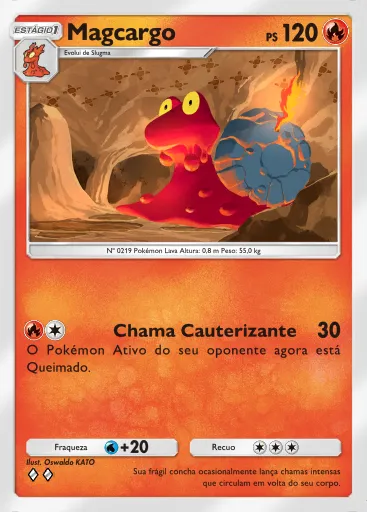 ESTÁGIO 1
Magcargo
PS 120
Evolui de Slugma
Nº 0219 Pokémon Lava Altura: 0,8 m Peso: 55,0 kg
Chama Cauterizante 30
O Pokémon Ativo do seu oponente agora está
Queimado.
Fraqueza +20
Recuo
Ilust. Oswaldo KATO
Sua frágil concha ocasionalmente lança chamas intensas
que circulam em volta do seu corpo.